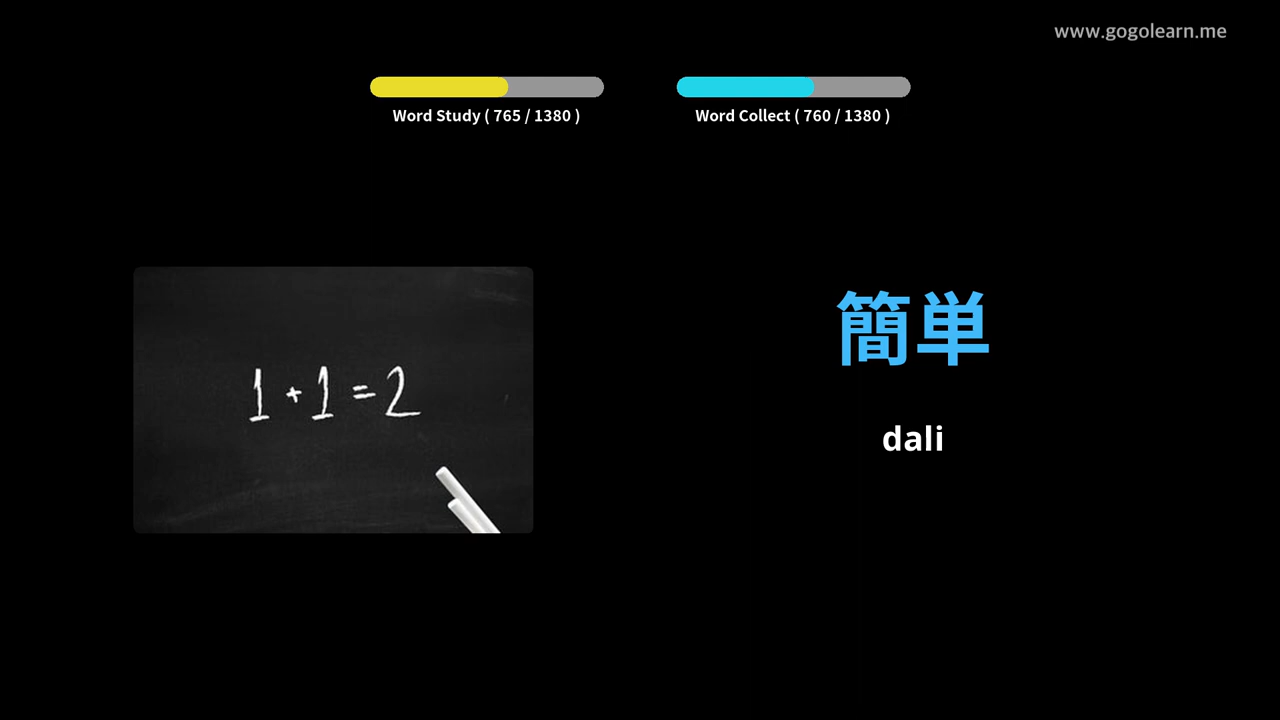 www.gogolearn.me
Word Study ( 765 / 1380 )
Word Collect ( 760 / 1380 )
1 + 1 = 2
簡単
dali